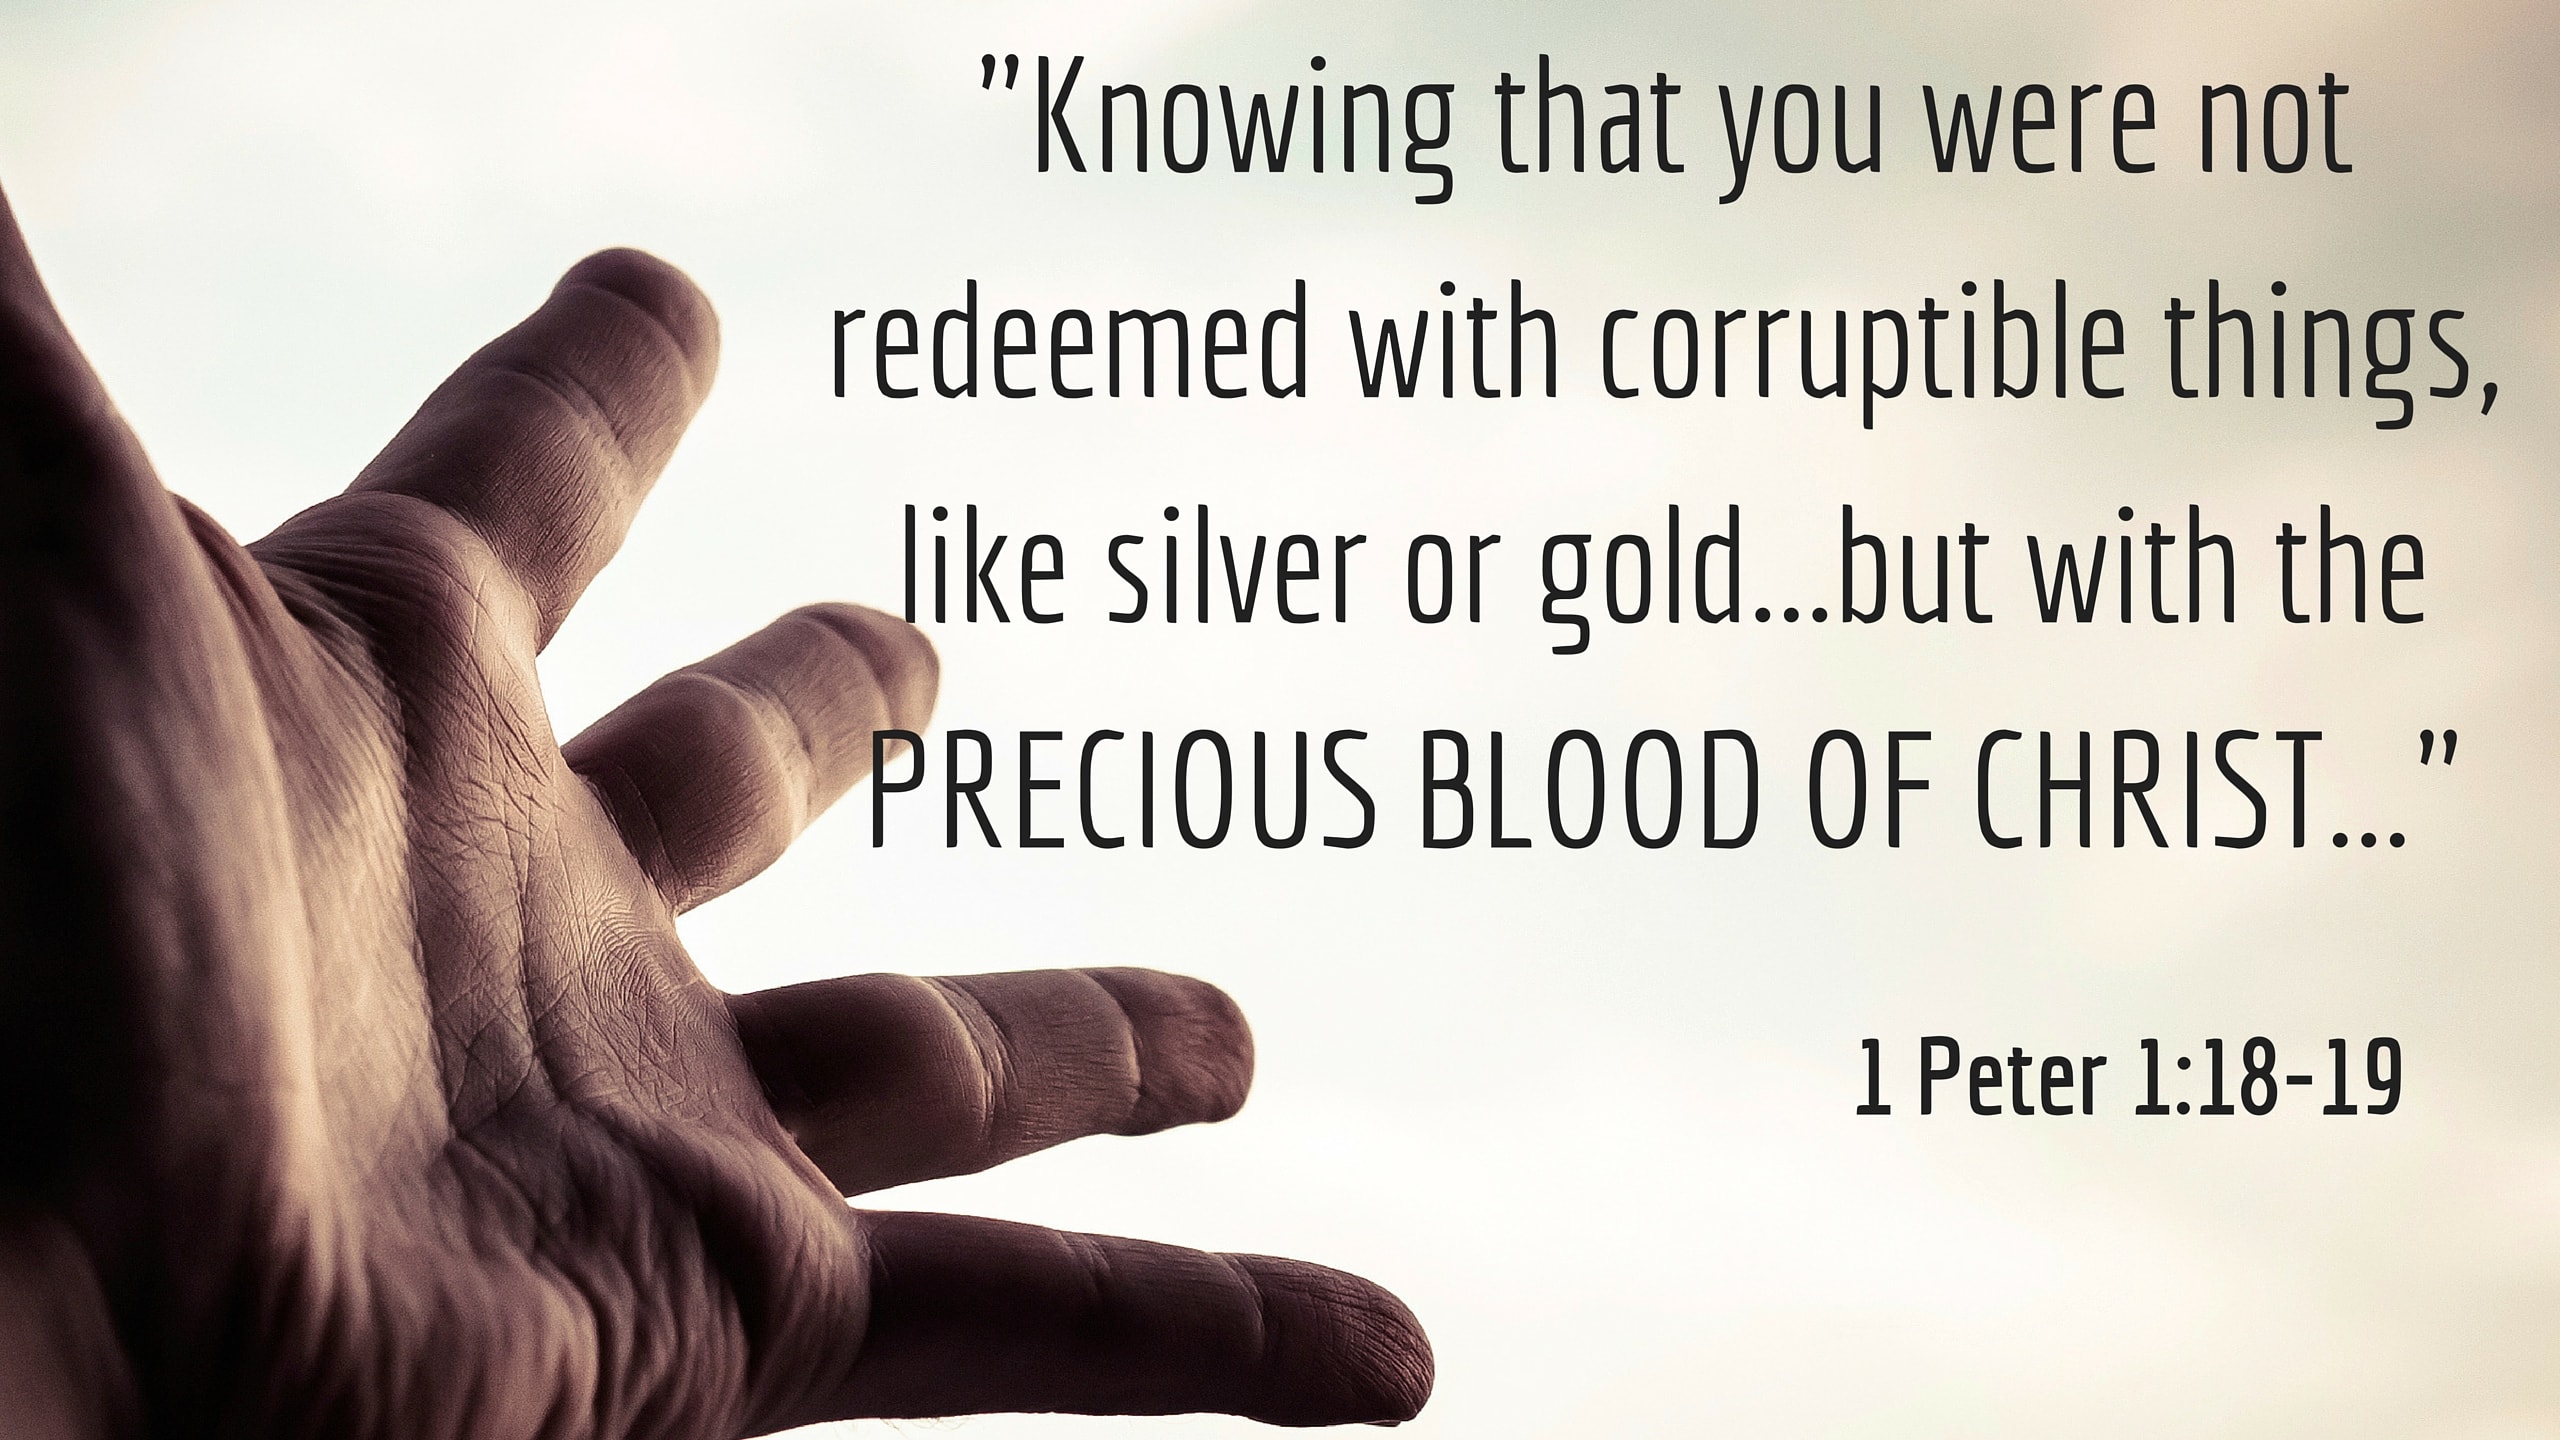 "Knowing that you were not
redeemed with corruptible things,
like silver or gold...but with the
PRECIOUS BLOOD OF CHRIST..."
1 Peter 1:18-19